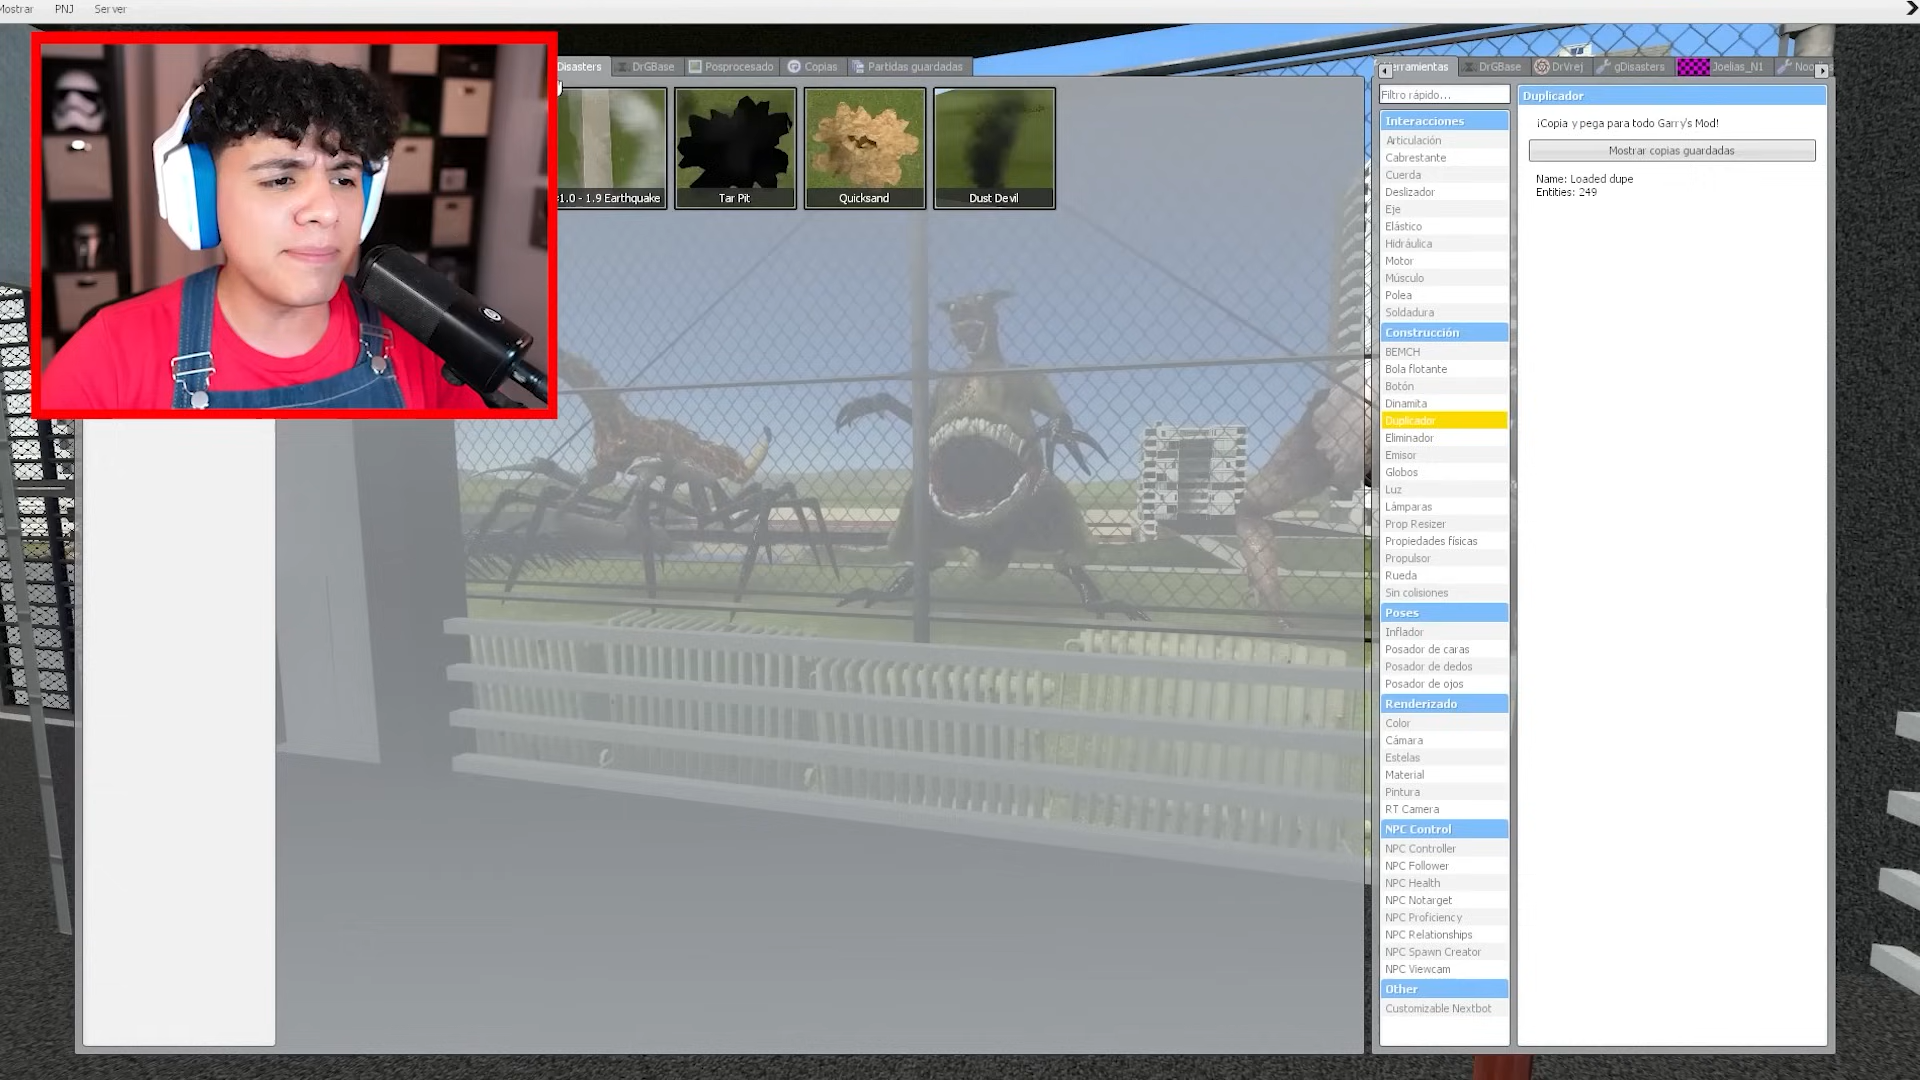 Mostrar PNJ Server
Disasters DrGBase Posprocesado Copias Partidas guardadas
1.0 - 1.9 Earthquake
Tar Pit
Quicksand
Dust Devil
DrGBase DrVrej gDisasters Joelias_N1
Filtro rápido...
Interacciones
Articulación
Cabrestante
Cuerda
Deslizador
Eje
Elástico
Hidráulica
Motor
Músculo
Polea
Soldadura
Construcción
BEMCH
Bola flotante
Botón
Dinamita
Duplicador
Eliminador
Emisor
Globos
Luz
Lámparas
Prop Resizer
Propiedades físicas
Propulsor
Rueda
Sin colisiones
Poses
Inflador
Posador de caras
Posador de dedos
Posador de ojos
Renderizado
Color
Cámara
Estelas
Material
Pintura
RT Camera
NPC Control
NPC Controller
NPC Follower
NPC Health
NPC Notarget
NPC Proficiency
NPC Relationships
NPC Spawn Creator
NPC Viewcam
Other
Customizable Nextbot
Duplicador
¡Copia y pega para todo Garry's Mod!
Mostrar copias guardadas
Name: Loaded dupe
Entities: 249